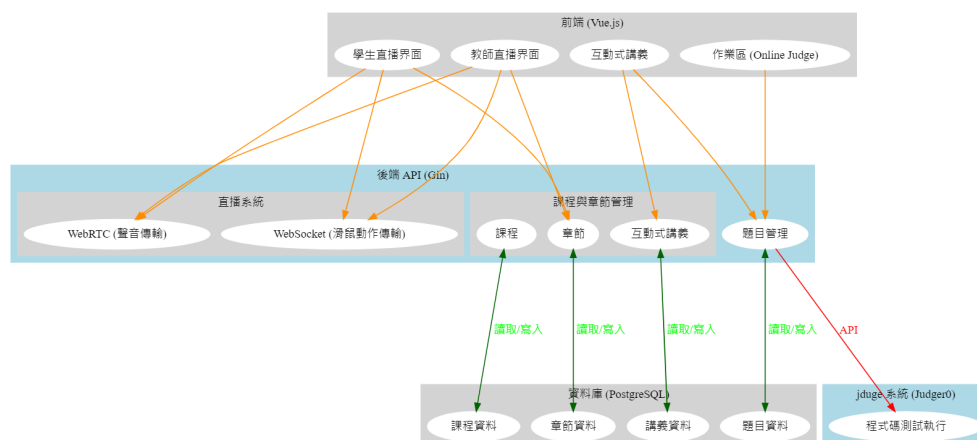 前端 (Vue.js)
學生直播界面
教師直播界面
互動式講義
作業區 (Online Judge)
後端 API (Gin)
直播系統
課程與章節管理
WebRTC (聲音傳輸)
WebSocket (滑鼠動作傳輸)
課程
章節
互動式講義
題目管理
讀取/寫入
讀取/寫入
讀取/寫入
讀取/寫入
API
資料庫 (PostgreSQL)
jduge 系統 (Judger0)
課程資料
章節資料
講義資料
題目資料
程式碼測試執行